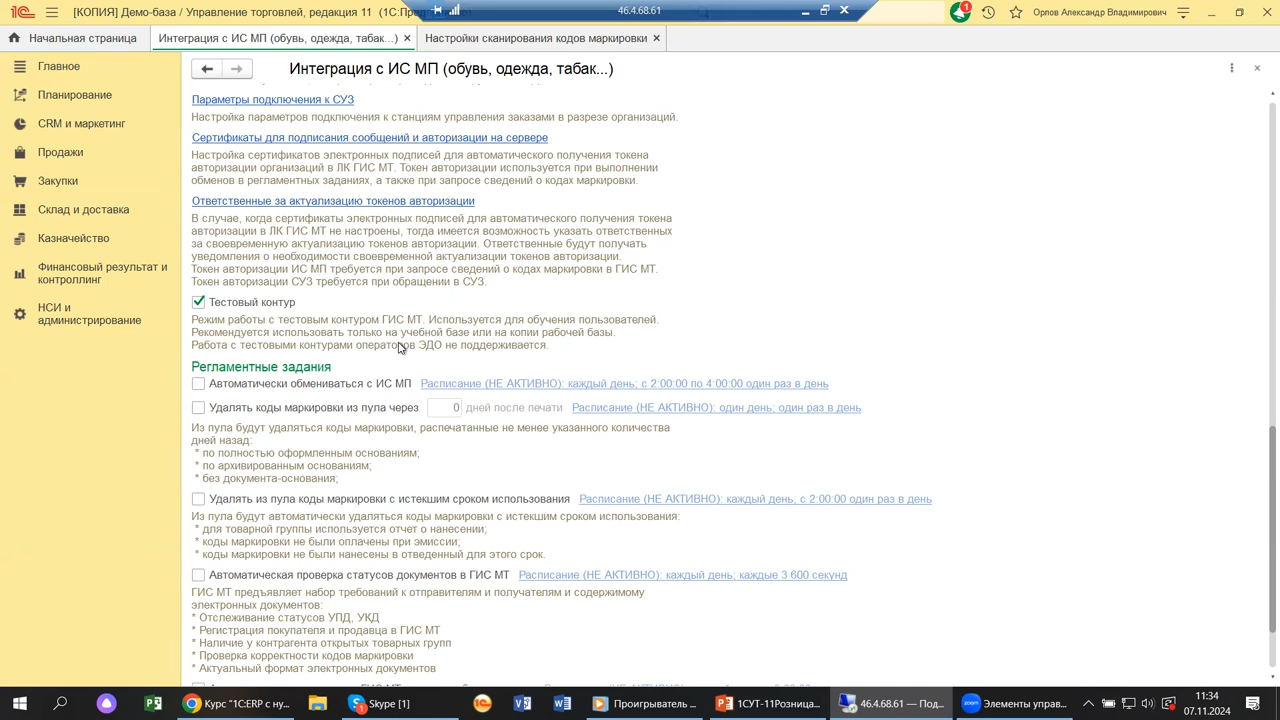 [КОПИЯ] Демо-база / Управление торговлей, редакция 11 (1С:Пр
46.4.68.61
1
Орлов Александр Владимирович
Начальная страница
Интеграция с ИС МП (обувь, одежда, табак...) ×
Настройки сканирования кодов маркировки ×
Главное
Планирование
CRM и маркетинг
Продажи
Закупки
Склад и доставка
Казначейство
Финансовый результат и
контроллинг
НСИ и
администрирование
Интеграция с ИС МП (обувь, одежда, табак...)
Параметры подключения к СУЗ
Настройка параметров подключения к станциям управления заказами в разрезе организаций.
Сертификаты для подписания сообщений и авторизации на сервере
Настройка сертификатов электронных подписей для автоматического получения токена
авторизации организаций в ЛК ГИС МТ. Токен авторизации используется при выполнении
обменов в регламентных заданиях, а также при запросе сведений о кодах маркировки.
Ответственные за актуализацию токенов авторизации
В случае, когда сертификаты электронных подписей для автоматического получения токена
авторизации в ЛК ГИС МТ не настроены, тогда имеется возможность указать ответственных
за своевременную актуализацию токенов авторизации. Ответственные будут получать
уведомления о необходимости своевременной актуализации токенов авторизации.
Токен авторизации ИС МП требуется при запросе сведений о кодах маркировки в ГИС МТ.
Токен авторизации СУЗ требуется при обращении в СУЗ.
Тестовый контур
Режим работы с тестовым контуром ГИС МТ. Используется для обучения пользователей.
Рекомендуется использовать только на учебной базе или на копии рабочей базы.
Работа с тестовыми контурами операторов ЭДО не поддерживается.
Регламентные задания
Автоматически обмениваться с ИС МП Расписание (НЕ АКТИВНО): каждый день; с 2:00:00 по 4:00:00 один раз в день
Удалять коды маркировки из пула через 0 дней после печати Расписание (НЕ АКТИВНО): один день; один раз в день
Из пула будут удаляться коды маркировки, распечатанные не менее указанного количества
дней назад:
* по полностью оформленным основаниям;
* по архивированным основаниям;
* без документа-основания;
Удалять из пула коды маркировки с истекшим сроком использования Расписание (НЕ АКТИВНО): каждый день; с 2:00:00 один раз в день
Из пула будут автоматически удаляться коды маркировки с истекшим сроком использования:
* для товарной группы используется отчет о нанесении;
* коды маркировки не были оплачены при эмиссии;
* коды маркировки не были нанесены в отведенный для этого срок.
Автоматическая проверка статусов документов в ГИС МТ Расписание (НЕ АКТИВНО): каждый день; каждые 3 600 секунд
ГИС МТ предъявляет набор требований к отправителям и получателям и содержимому
электронных документов:
* Отслеживание статусов УПД, УКД
* Регистрация покупателя и продавца в ГИС МТ
* Наличие у контрагента открытых товарных групп
* Проверка корректности кодов маркировки
* Актуальный формат электронных документов
Курс "1С:ERP с ну...
Skype [1]
Проигрыватель ...
1СУТ-11Розница...
46.4.68.61 — Под...
Элементы управ...
11:34
07.11.2024